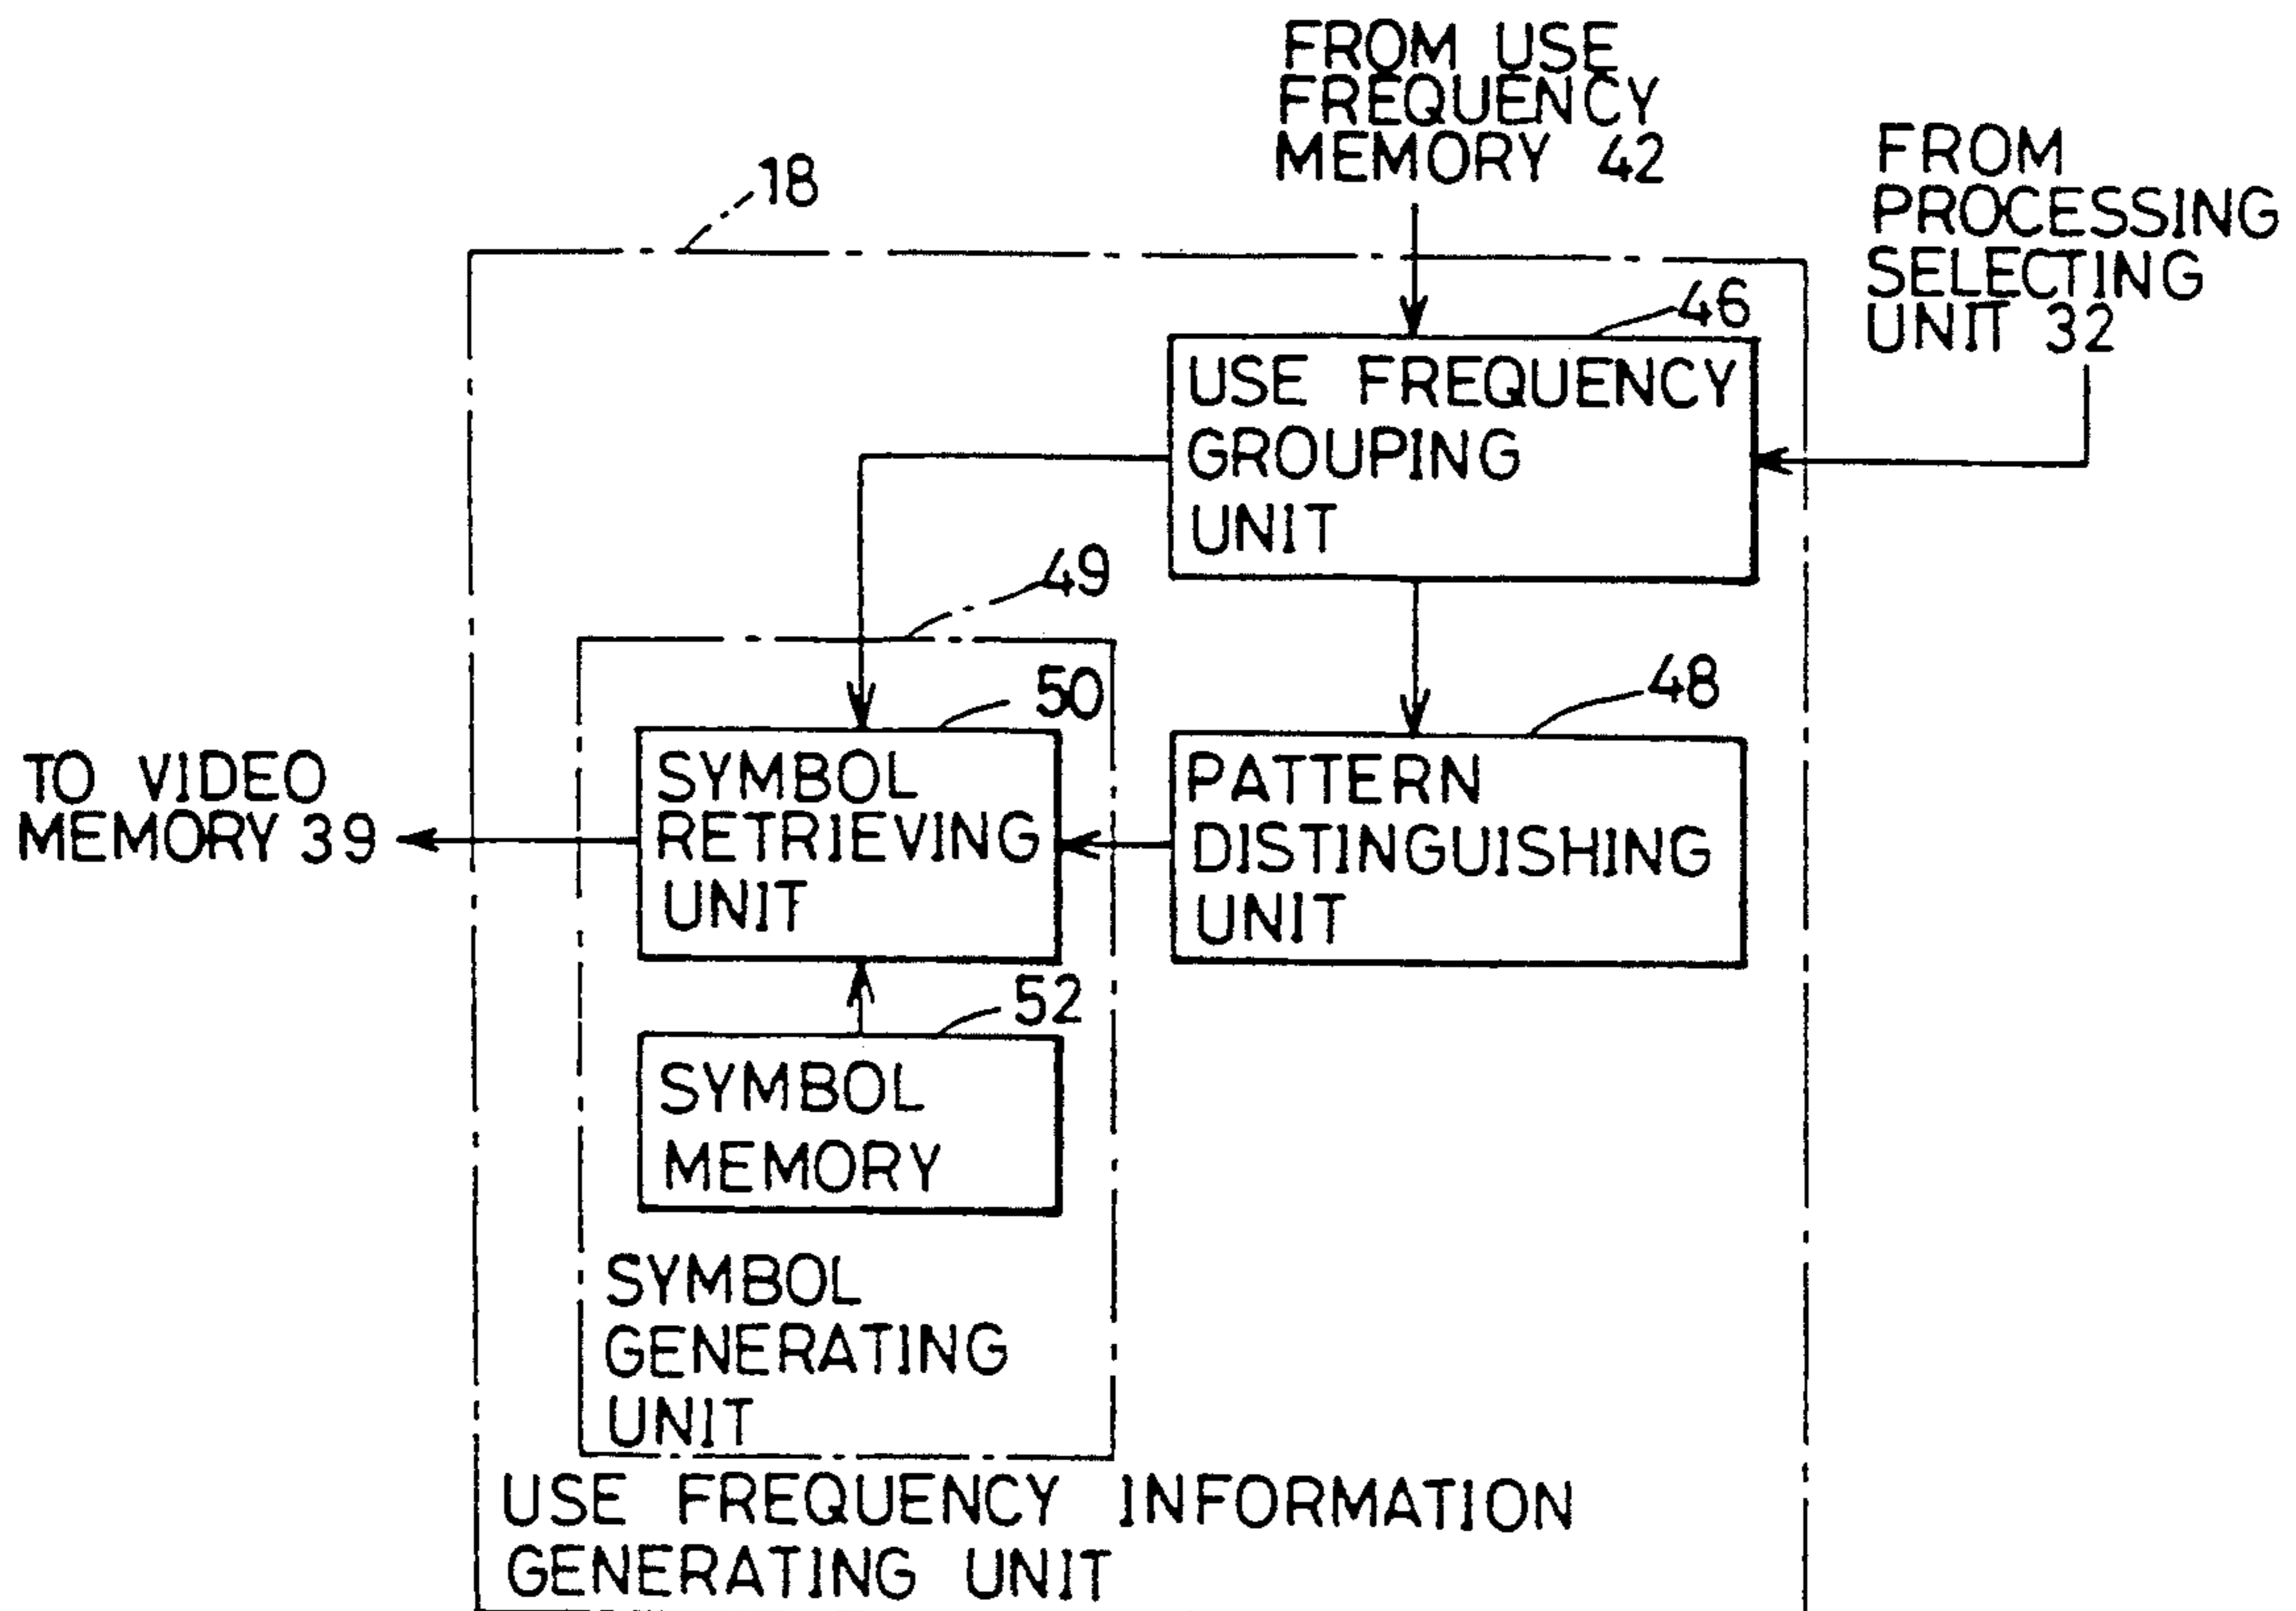 FROM USE
FREQUENCY
MEMORY 42
FROM
PROCESSING
SELECTING
UNIT 32
18
46
USE FREQUENCY
GROUPING
UNIT
49
50
48
SYMBOL
RETRIEVING
UNIT
PATTERN
DISTINGUISHING
UNIT
TO VIDEO
MEMORY 39
52
SYMBOL
MEMORY
SYMBOL
GENERATING
UNIT
USE FREQUENCY INFORMATION
GENERATING UNIT